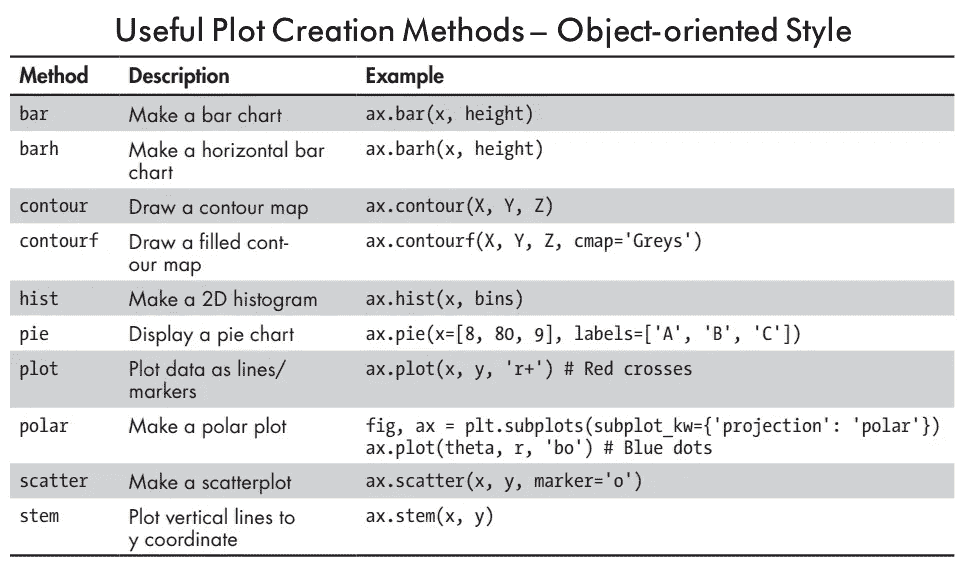 Useful Plot Creation Methods – Object-oriented Style
Method Description Example
bar Make a bar chart ax.bar(x, height)
barh Make a horizontal bar ax.barh(x, height)
chart
contour Draw a contour map ax.contour(X, Y, Z)
contourf Draw a filled cont- ax.contourf(X, Y, Z, cmap='Greys')
our map
hist Make a 2D histogram ax.hist(x, bins)
pie Display a pie chart ax.pie(x=[8, 80, 9], labels=['A', 'B', 'C'])
plot Plot data as lines/ ax.plot(x, y, 'r+') # Red crosses
markers
polar Make a polar plot fig, ax = plt.subplots(subplot_kw={'projection': 'polar'})
ax.plot(theta, r, 'bo') # Blue dots
scatter Make a scatterplot ax.scatter(x, y, marker='o')
stem Plot vertical lines to ax.stem(x, y)
y coordinate